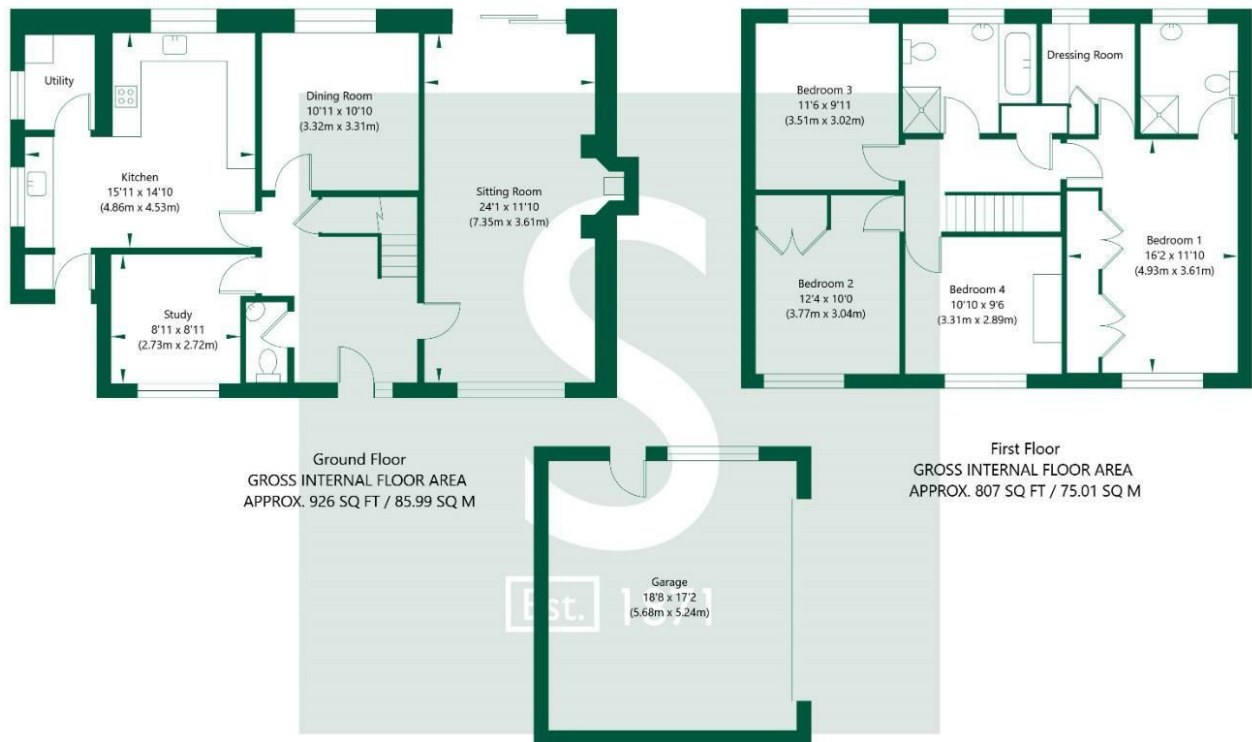 Utility
Kitchen
15'11 x 14'10
(4.86m x 4.53m)
Dining Room
10'11 x 10'10
(3.32m x 3.31m)
Sitting Room
24'1 x 11'10
(7.35m x 3.61m)
Study
8'11 x 8'11
(2.73m x 2.72m)
Ground Floor
GROSS INTERNAL FLOOR AREA
APPROX. 926 SQ FT / 85.99 SQ M
Bedroom 3
11'6 x 9'11
(3.51m x 3.02m)
Dressing Room
Bedroom 2
12'4 x 10'0
(3.77m x 3.04m)
Bedroom 4
10'10 x 9'6
(3.31m x 2.89m)
Bedroom 1
16'2 x 11'10
(4.93m x 3.61m)
First Floor
GROSS INTERNAL FLOOR AREA
APPROX. 807 SQ FT / 75.01 SQ M
Garage
18'8 x 17'2
(5.68m x 5.24m)
S
Est. 1871